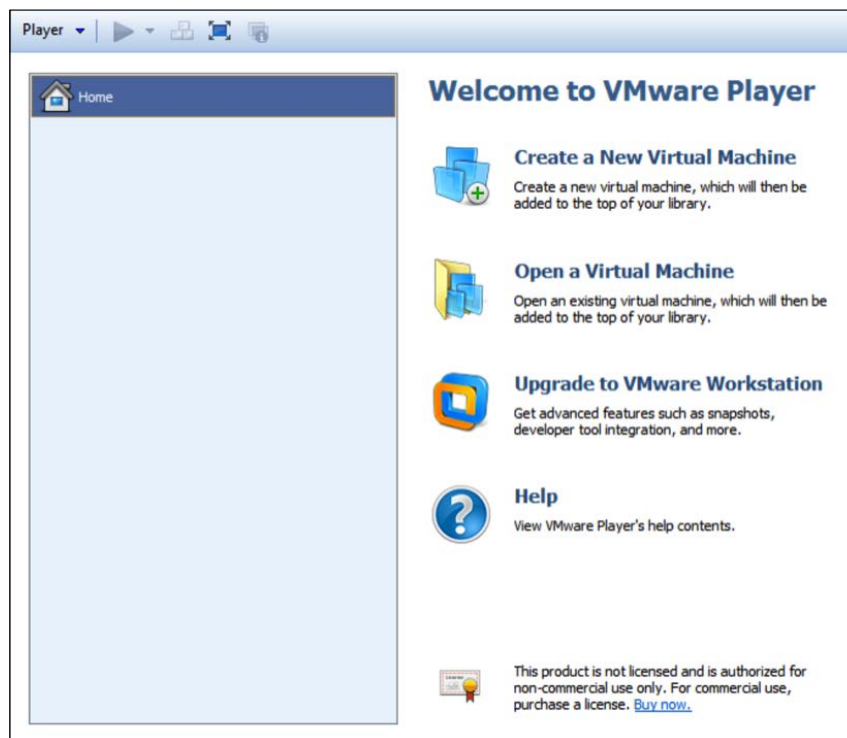 Player
Home
Welcome to VMware Player
Create a New Virtual Machine
Create a new virtual machine, which will then be
added to the top of your library.
Open a Virtual Machine
Open an existing virtual machine, which will then be
added to the top of your library.
Upgrade to VMware Workstation
Get advanced features such as snapshots,
developer tool integration, and more.
Help
View VMware Player's help contents.
This product is not licensed and is authorized for
non-commercial use only. For commercial use,
purchase a license. Buy now.